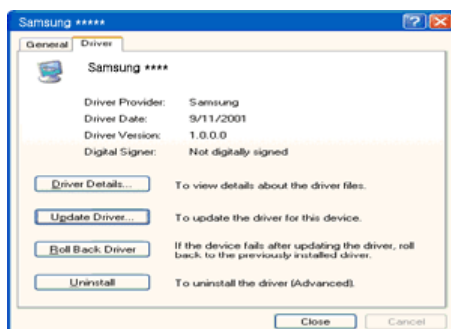 Samsung *****
General Driver
Samsung ****
Driver Provider: Samsung
Driver Date: 9/11/2001
Driver Version: 1.0.0.0
Digital Signer: Not digitally signed
Driver Details... To view details about the driver files.
Update Driver... To update the driver for this device.
Roll Back Driver If the device fails after updating the driver, roll
back to the previously installed driver.
Uninstall To uninstall the driver (Advanced).
Close Cancel